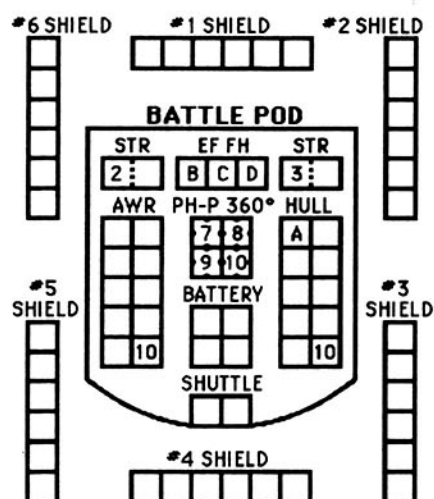 #6 SHIELD #1 SHIELD #2 SHIELD
BATTLE POD
STR EF FH STR
2 B C D 3
AWR PH-P 360° HULL
7 8 A
9 10
BATTERY
#5 SHIELD
#3 SHIELD
10 10
SHUTTLE
#4 SHIELD